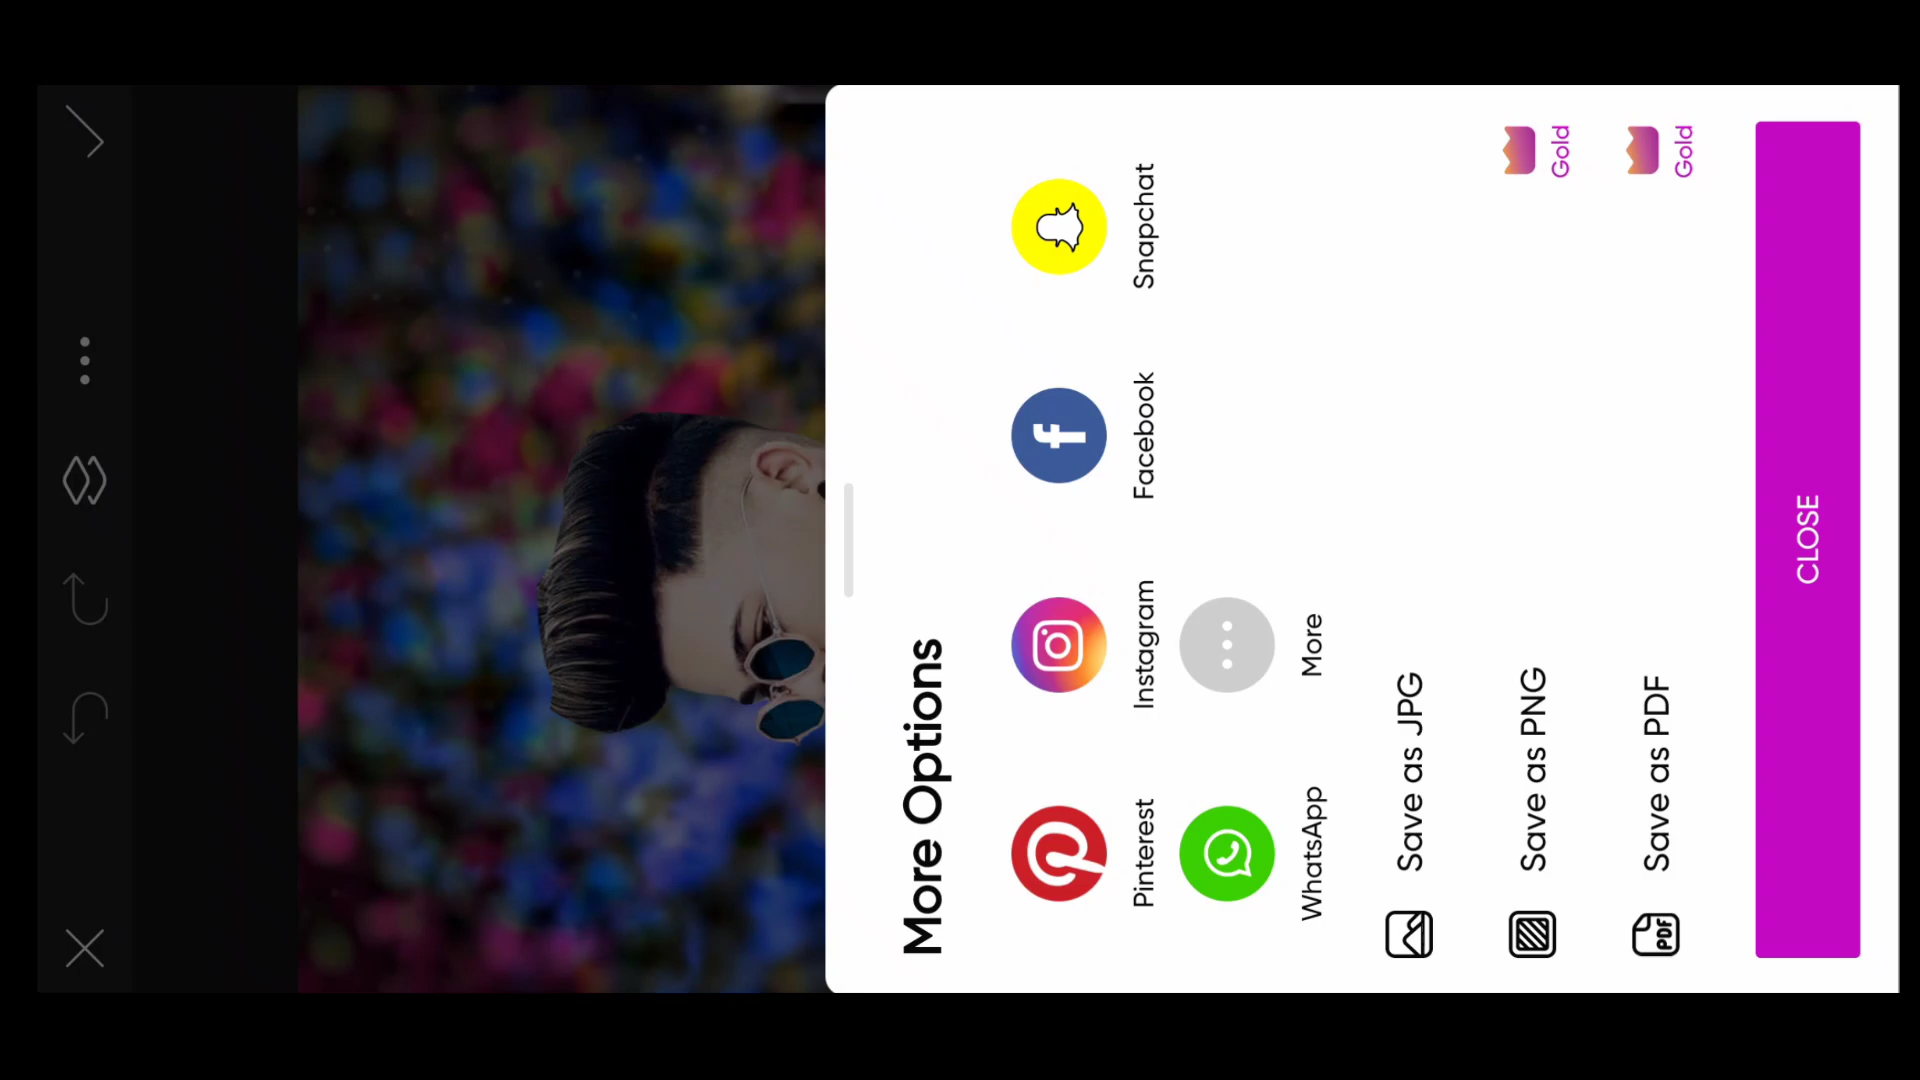 More Options
Pinterest Instagram Facebook Snapchat
WhatsApp More
Save as JPG
Save as PNG Gold
PDF Save as PDF Gold
CLOSE